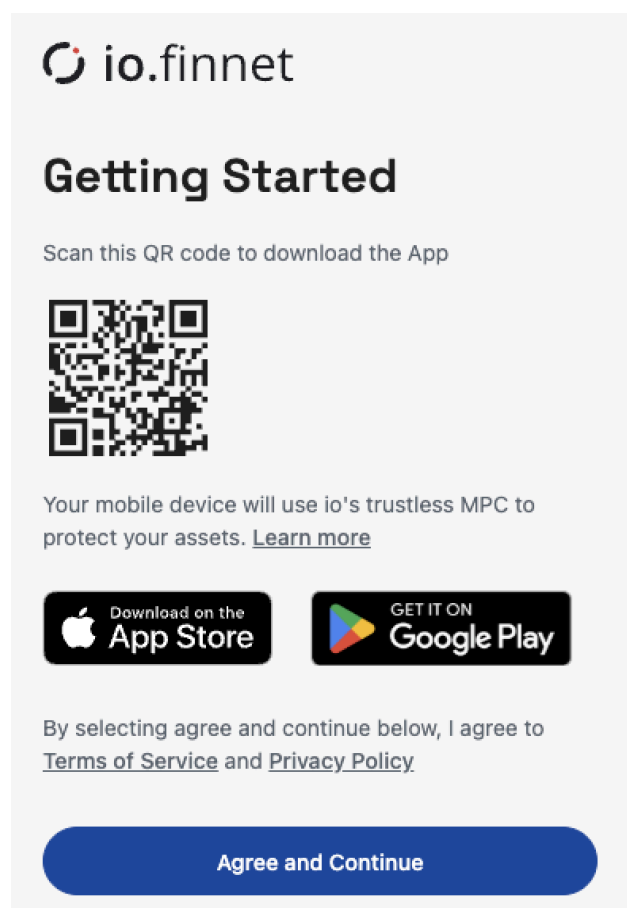 io.finnet
Getting Started
Scan this QR code to download the App
Your mobile device will use io's trustless MPC to
protect your assets. Learn more
Download on the
App Store
GET IT ON
Google Play
By selecting agree and continue below, I agree to
Terms of Service and Privacy Policy
Agree and Continue